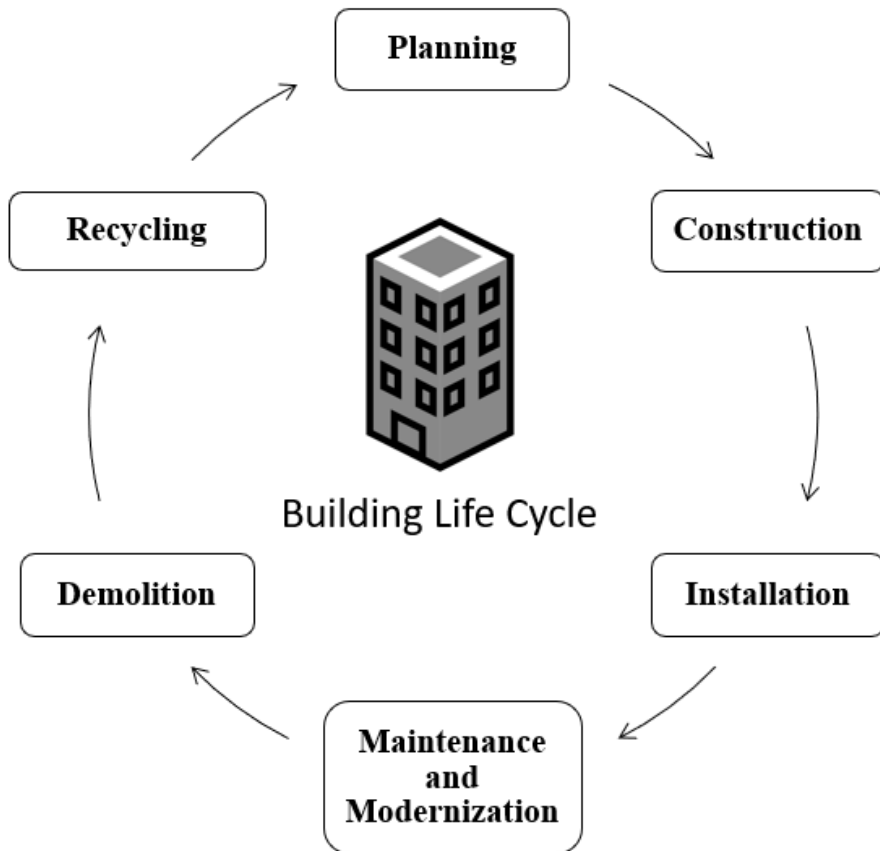 Planning
Construction
Installation
Maintenance
and
Modernization
Demolition
Recycling
Building Life Cycle